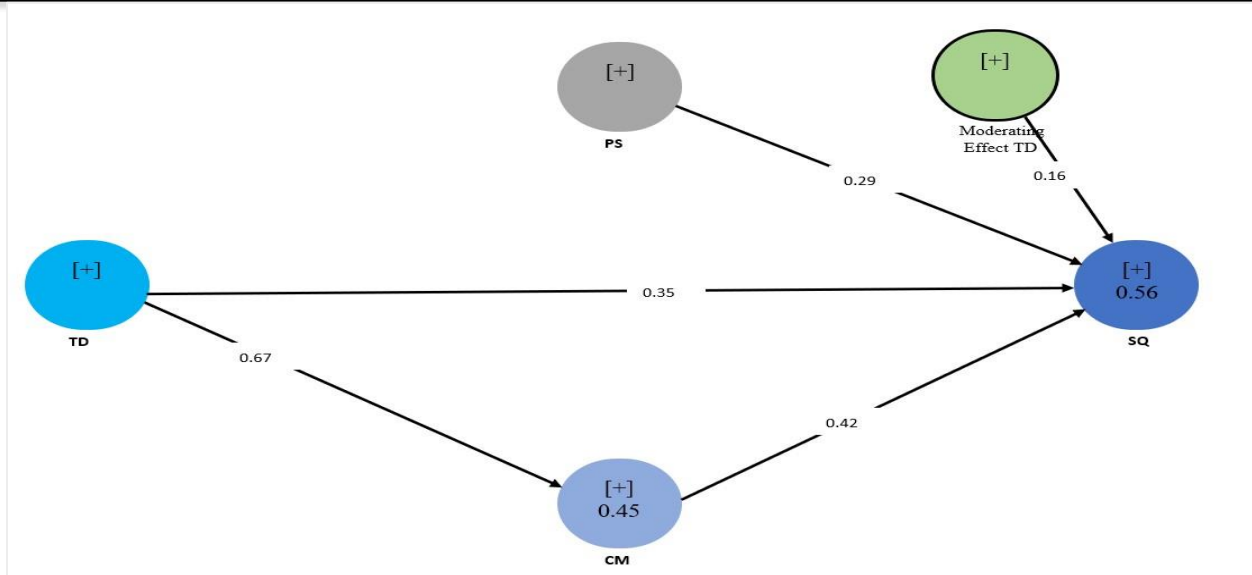 [+]
PS
[+]
Moderating
Effect TD
0.29
0.16
[+]
TD
0.35
[+]
0.56
SQ
0.67
0.42
[+]
0.45
CM